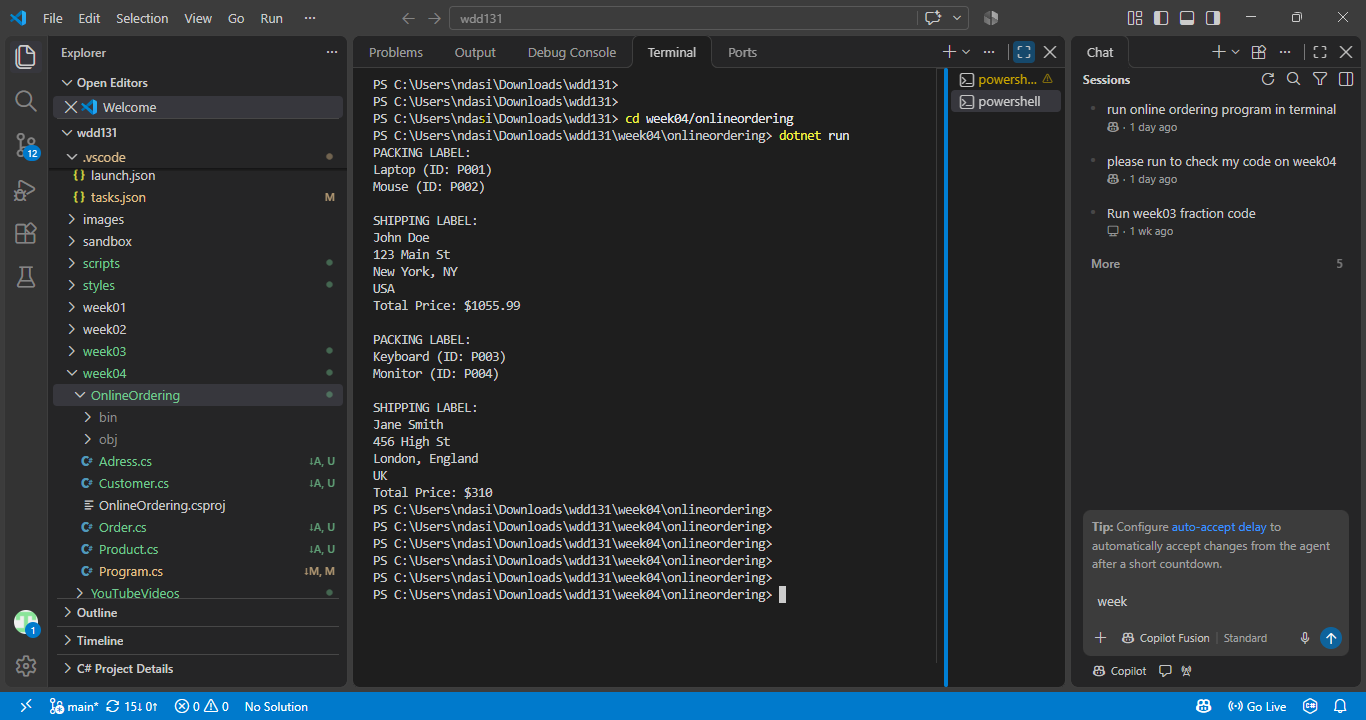 File Edit Selection View Go Run ···
wdd131
Explorer ···
Open Editors
Welcome
wdd131
.vscode
{} launch.json
{} tasks.json M
images
sandbox
scripts
styles
week01
week02
week03
week04
OnlineOrdering
bin
obj
C# Adress.cs ↓A, U
C# Customer.cs ↓A, U
OnlineOrdering.csproj
C# Order.cs ↓A, U
C# Product.cs ↓A, U
C# Program.cs ↓M, M
YouTubeVideos
Outline
Timeline
C# Project Details
12
1
Problems Output Debug Console Terminal Ports
PS C:\Users\ndasi\Downloads\wdd131>
PS C:\Users\ndasi\Downloads\wdd131>
PS C:\Users\ndasi\Downloads\wdd131> cd week04/onlineordering
PS C:\Users\ndasi\Downloads\wdd131\week04\onlineordering> dotnet run
PACKING LABEL:
Laptop (ID: P001)
Mouse (ID: P002)
SHIPPING LABEL:
John Doe
123 Main St
New York, NY
USA
Total Price: $1055.99
PACKING LABEL:
Keyboard (ID: P003)
Monitor (ID: P004)
SHIPPING LABEL:
Jane Smith
456 High St
London, England
UK
Total Price: $310
PS C:\Users\ndasi\Downloads\wdd131\week04\onlineordering>
PS C:\Users\ndasi\Downloads\wdd131\week04\onlineordering>
PS C:\Users\ndasi\Downloads\wdd131\week04\onlineordering>
PS C:\Users\ndasi\Downloads\wdd131\week04\onlineordering>
PS C:\Users\ndasi\Downloads\wdd131\week04\onlineordering>
PS C:\Users\ndasi\Downloads\wdd131\week04\onlineordering>
powersh...
powershell
Chat
Sessions
run online ordering program in terminal
· 1 day ago
please run to check my code on week04
· 1 day ago
Run week03 fraction code
· 1 wk ago
More 5
Tip: Configure auto-accept delay to
automatically accept changes from the agent
after a short countdown.
week
Copilot Fusion Standard
Copilot
main* 15↓ 0↑ 0 0 No Solution Go Live